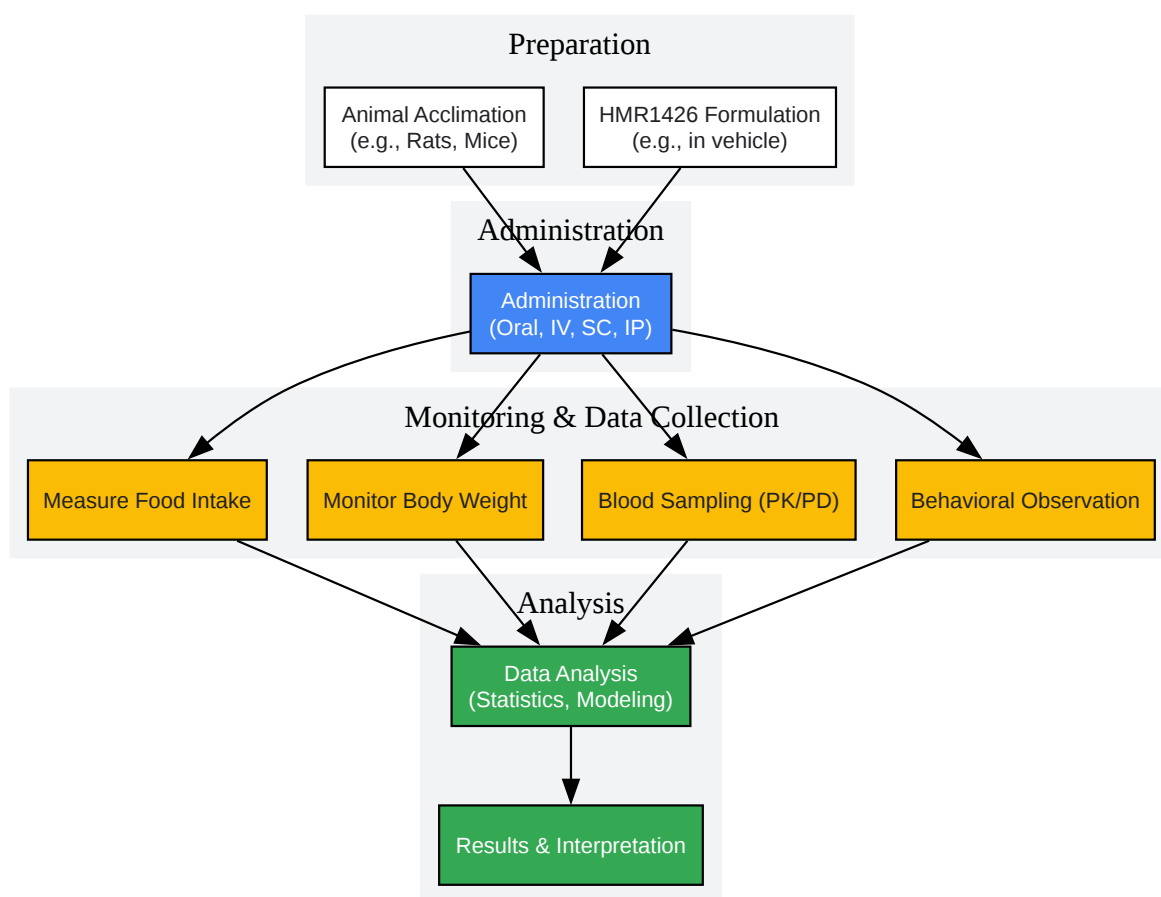 Preparation
Animal Acclimation
(e.g., Rats, Mice)
HMR1426 Formulation
(e.g., in vehicle)
Administration
Administration
(Oral, IV, SC, IP)
Monitoring & Data Collection
Measure Food Intake
Monitor Body Weight
Blood Sampling (PK/PD)
Behavioral Observation
Analysis
Data Analysis
(Statistics, Modeling)
Results & Interpretation